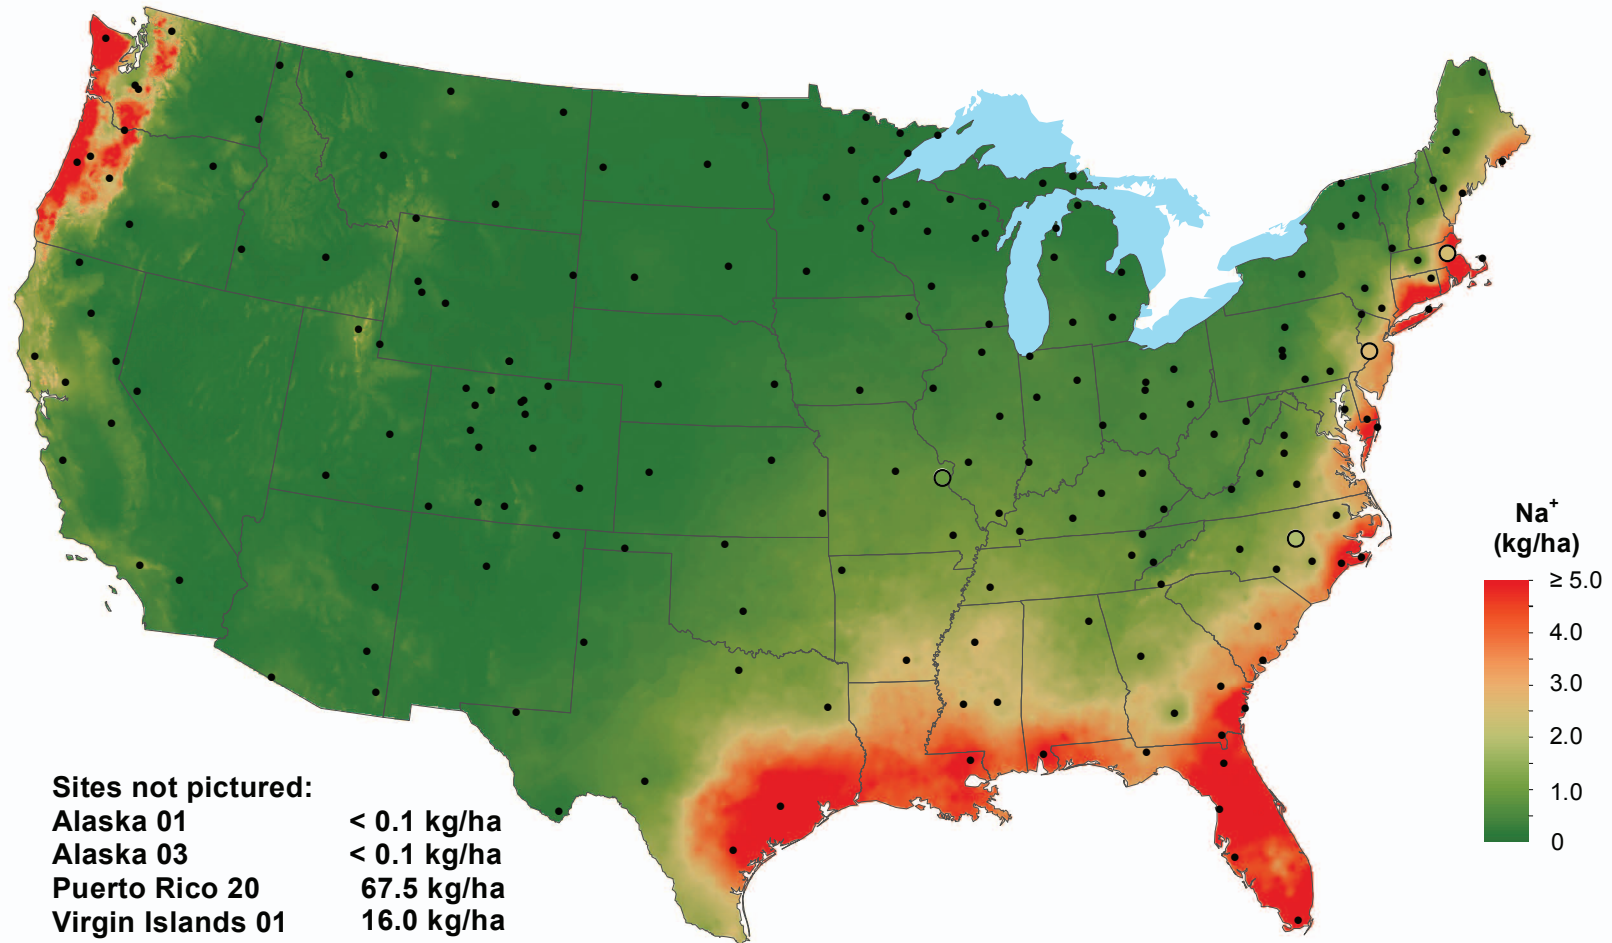 Na+
(kg/ha)
≥ 5.0
4.0
3.0
2.0
1.0
0
Sites not pictured:
Alaska 01 < 0.1 kg/ha
Alaska 03 < 0.1 kg/ha
Puerto Rico 20 67.5 kg/ha
Virgin Islands 01 16.0 kg/ha